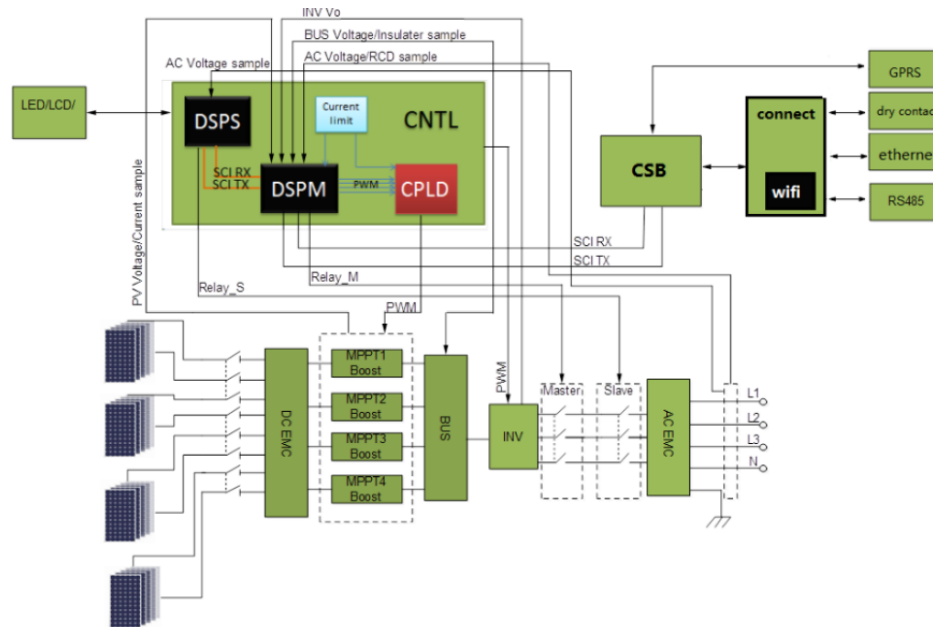 INV Vo
BUS Voltage/Insulater sample
AC Voltage/RCD sample
AC Voltage sample
GPRS
LED/LCD/
DSPS
Current
limit
CNTL
connect
dry contac
CSB
etherne
SCI RX
SCI TX
DSPM
PWM
CPLD
wifi
RS485
PV Voltage/Current sample
SCI RX
SCI TX
Relay_S
Relay_M
PWM
PWM
MPPT1
Boost
MPPT2
Boost
MPPT3
Boost
MPPT4
Boost
DC EMC
BUS
INV
Master
Slave
AC EMC
L1
L2
L3
N